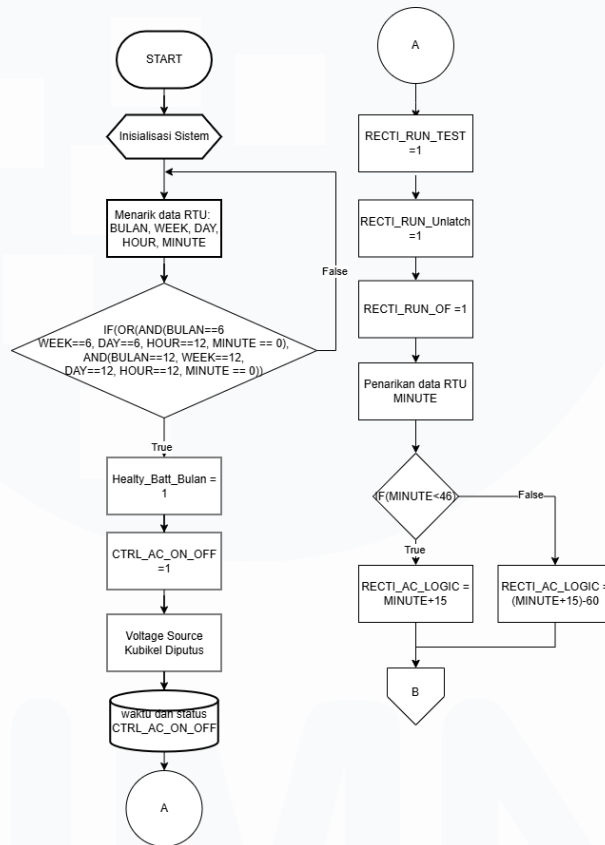 START
Inisialisasi Sistem
Menarik data RTU:
BULAN, WEEK, DAY,
HOUR, MINUTE
False
IF(OR(AND(BULAN==6
WEEK==6, DAY==6, HOUR==12, MINUTE == 0),
AND(BULAN==12, WEEK==12,
DAY==12, HOUR==12, MINUTE == 0))
True
Healty_Batt_Bulan =
1
CTRL_AC_ON_OFF
=1
Voltage Source
Kubikel Diputus
waktu dan status
CTRL_AC_ON_OFF
A
A
RECTI_RUN_TEST
=1
RECTI_RUN_Unlatch
=1
RECTI_RUN_OF =1
Penarikan data RTU
MINUTE
IF(MINUTE<46)
False
True
RECTI_AC_LOGIC =
MINUTE+15
RECTI_AC_LOGIC =
(MINUTE+15)-60
B